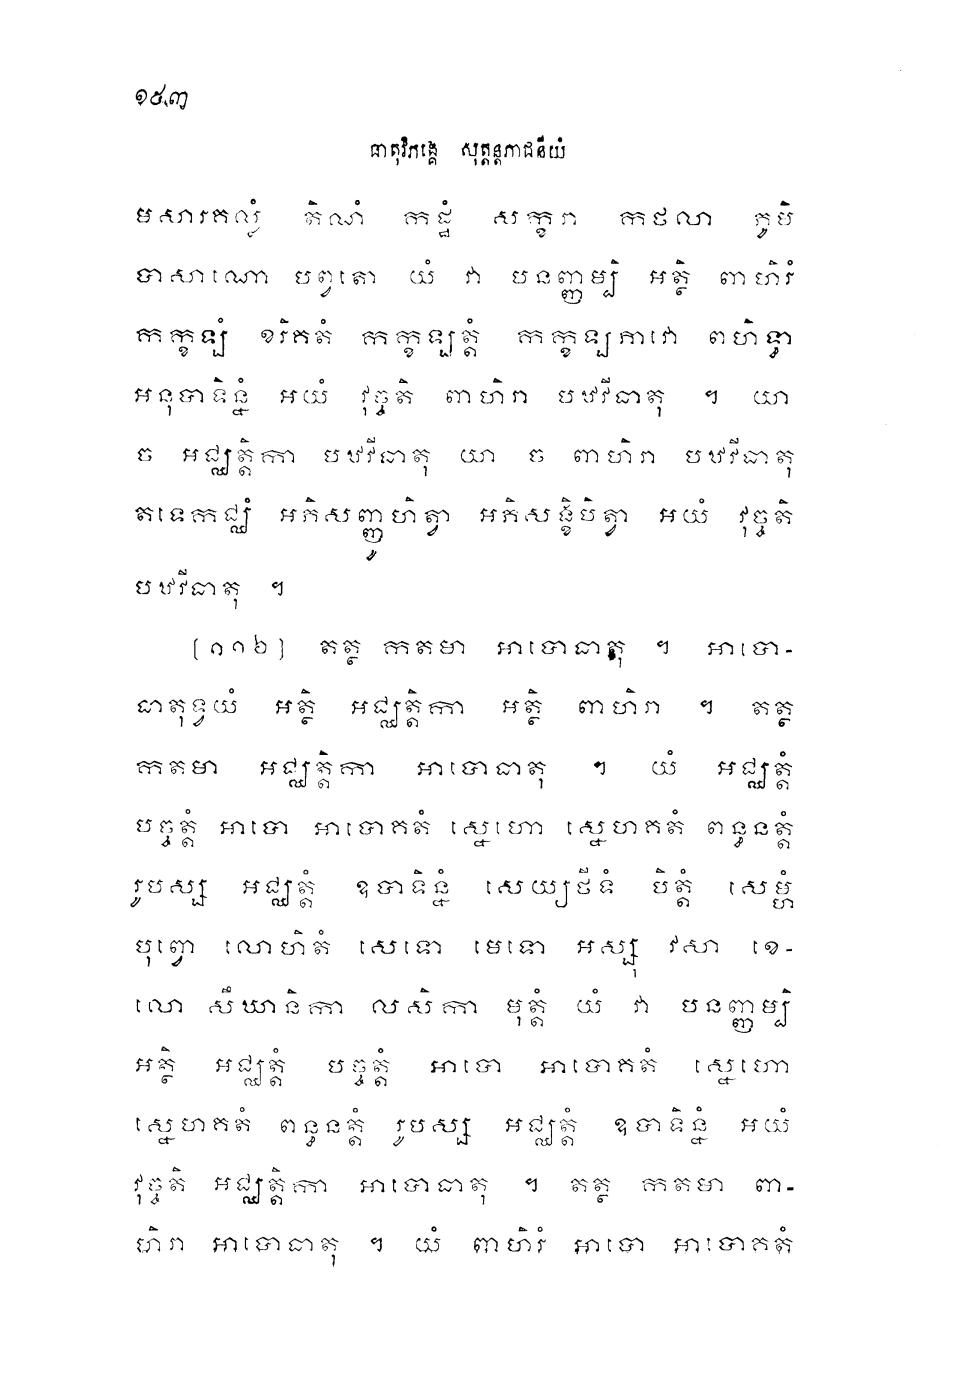 ១៥៣
ធាតុវិភង្គេ សុត្តន្តភាជនីយំ
មសារគល្លំ តិណំ កដ្ឋំ សក្ខរា កថលា ភូមិ
បាសាណោ បព្វតោ យំ វា បនញ្ញម្បិ អត្ថិ ពាហិរំ
កក្ខឡំ ខរិគតំ កក្ខឡត្តំ កក្ខឡភាវោ ពហិទ្ធា
អនុបាទិន្នំ អយំ វុច្ចតិ ពាហិរា បឋវីធាតុ ។ យា
ច អជ្ឈត្តិកា បឋវីធាតុ យា ច ពាហិរា បឋវីធាតុ
តទេកជ្ឈំ អភិសញ្ញូហិត្វា អភិសង្ខិបិត្វា អយំ វុច្ចតិ
បឋវីធាតុ ។
(១១៦) តត្ថ កតមា អាបោធាតុ ។ អាបោ-
ធាតុទ្វយំ អត្ថិ អជ្ឈត្តិកា អត្ថិ ពាហិរា ។ តត្ថ
កតមា អជ្ឈត្តិកា អាបោធាតុ ។ យំ អជ្ឈត្តំ
បច្ចត្តំ អាបោ អាបោគតំ ស្នេហោ ស្នេហគតំ ពន្ធនត្តំ
រូបស្ស អជ្ឈត្តំ ឧបាទិន្នំ សេយ្យថីទំ បិត្តំ សេម្ហំ
បុព្វោ លោហិតំ សេទោ មេទោ អស្សុ វសា ខេ-
លោ សឹឃានិកា លសិកា មុត្តំ យំ វា បនញ្ញម្បិ
អត្ថិ អជ្ឈត្តំ បច្ចត្តំ អាបោ អាបោគតំ ស្នេហោ
ស្នេហគតំ ពន្ធនត្តំ រូបស្ស អជ្ឈត្តំ ឧបាទិន្នំ អយំ
វុច្ចតិ អជ្ឈត្តិកា អាបោធាតុ ។ តត្ថ កតមា ពា-
ហិរា អាបោធាតុ ។ យំ ពាហិរំ អាបោ អាបោគតំ